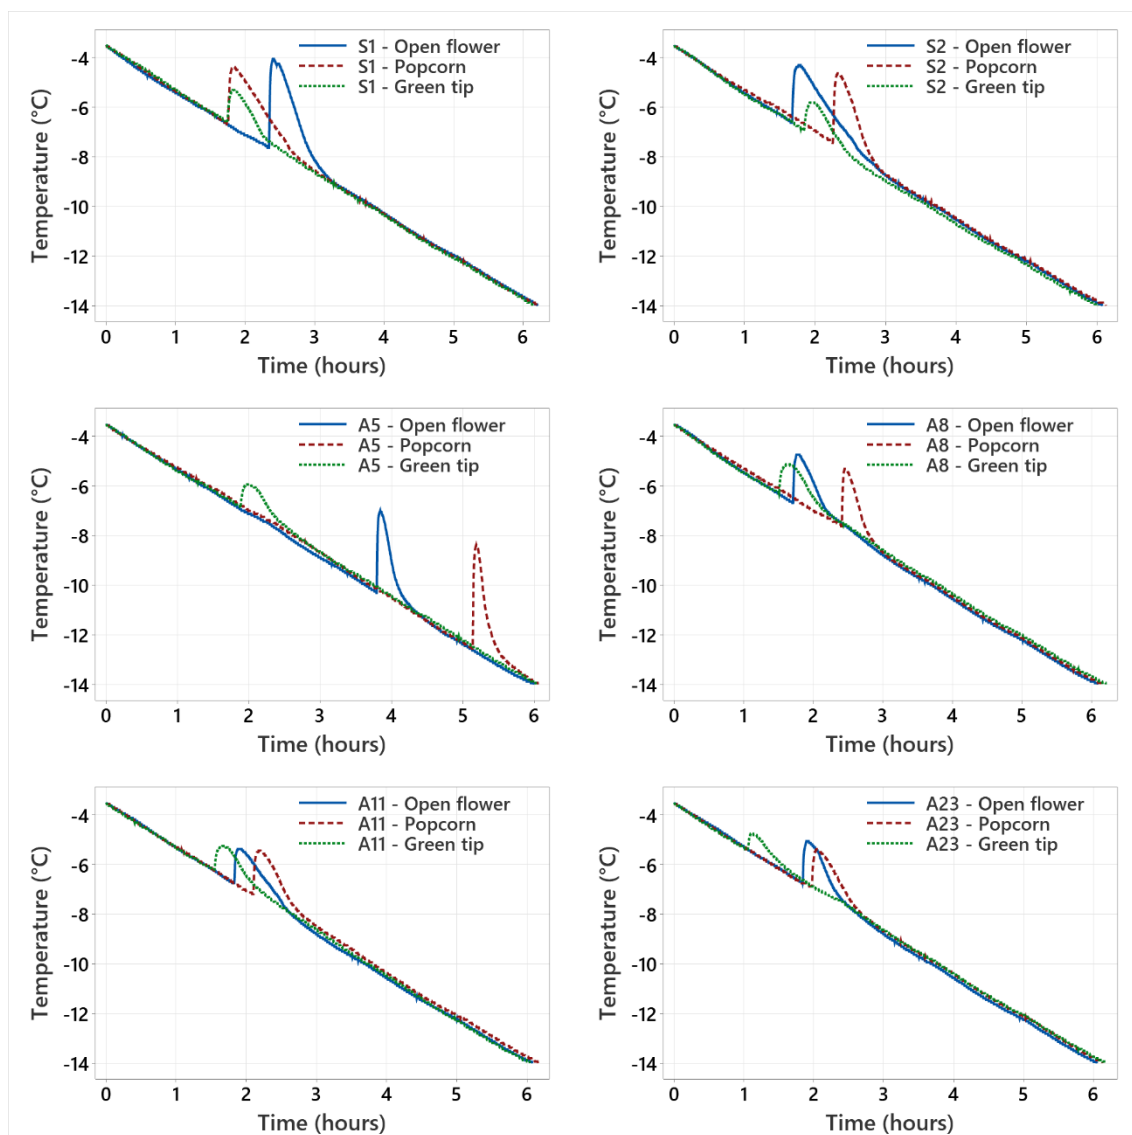 S1 - Open flower
S1 - Popcorn
S1 - Green tip
-4
-6
-8
-10
-12
-14
Temperature (°C)
0 1 2 3 4 5 6
Time (hours)
S2 - Open flower
S2 - Popcorn
S2 - Green tip
-4
-6
-8
-10
-12
-14
Temperature (°C)
0 1 2 3 4 5 6
Time (hours)
A5 - Open flower
A5 - Popcorn
A5 - Green tip
-4
-6
-8
-10
-12
-14
Temperature (°C)
0 1 2 3 4 5 6
Time (hours)
A8 - Open flower
A8 - Popcorn
A8 - Green tip
-4
-6
-8
-10
-12
-14
Temperature (°C)
0 1 2 3 4 5 6
Time (hours)
A11 - Open flower
A11 - Popcorn
A11 - Green tip
-4
-6
-8
-10
-12
-14
Temperature (°C)
0 1 2 3 4 5 6
Time (hours)
A23 - Open flower
A23 - Popcorn
A23 - Green tip
-4
-6
-8
-10
-12
-14
Temperature (°C)
0 1 2 3 4 5 6
Time (hours)